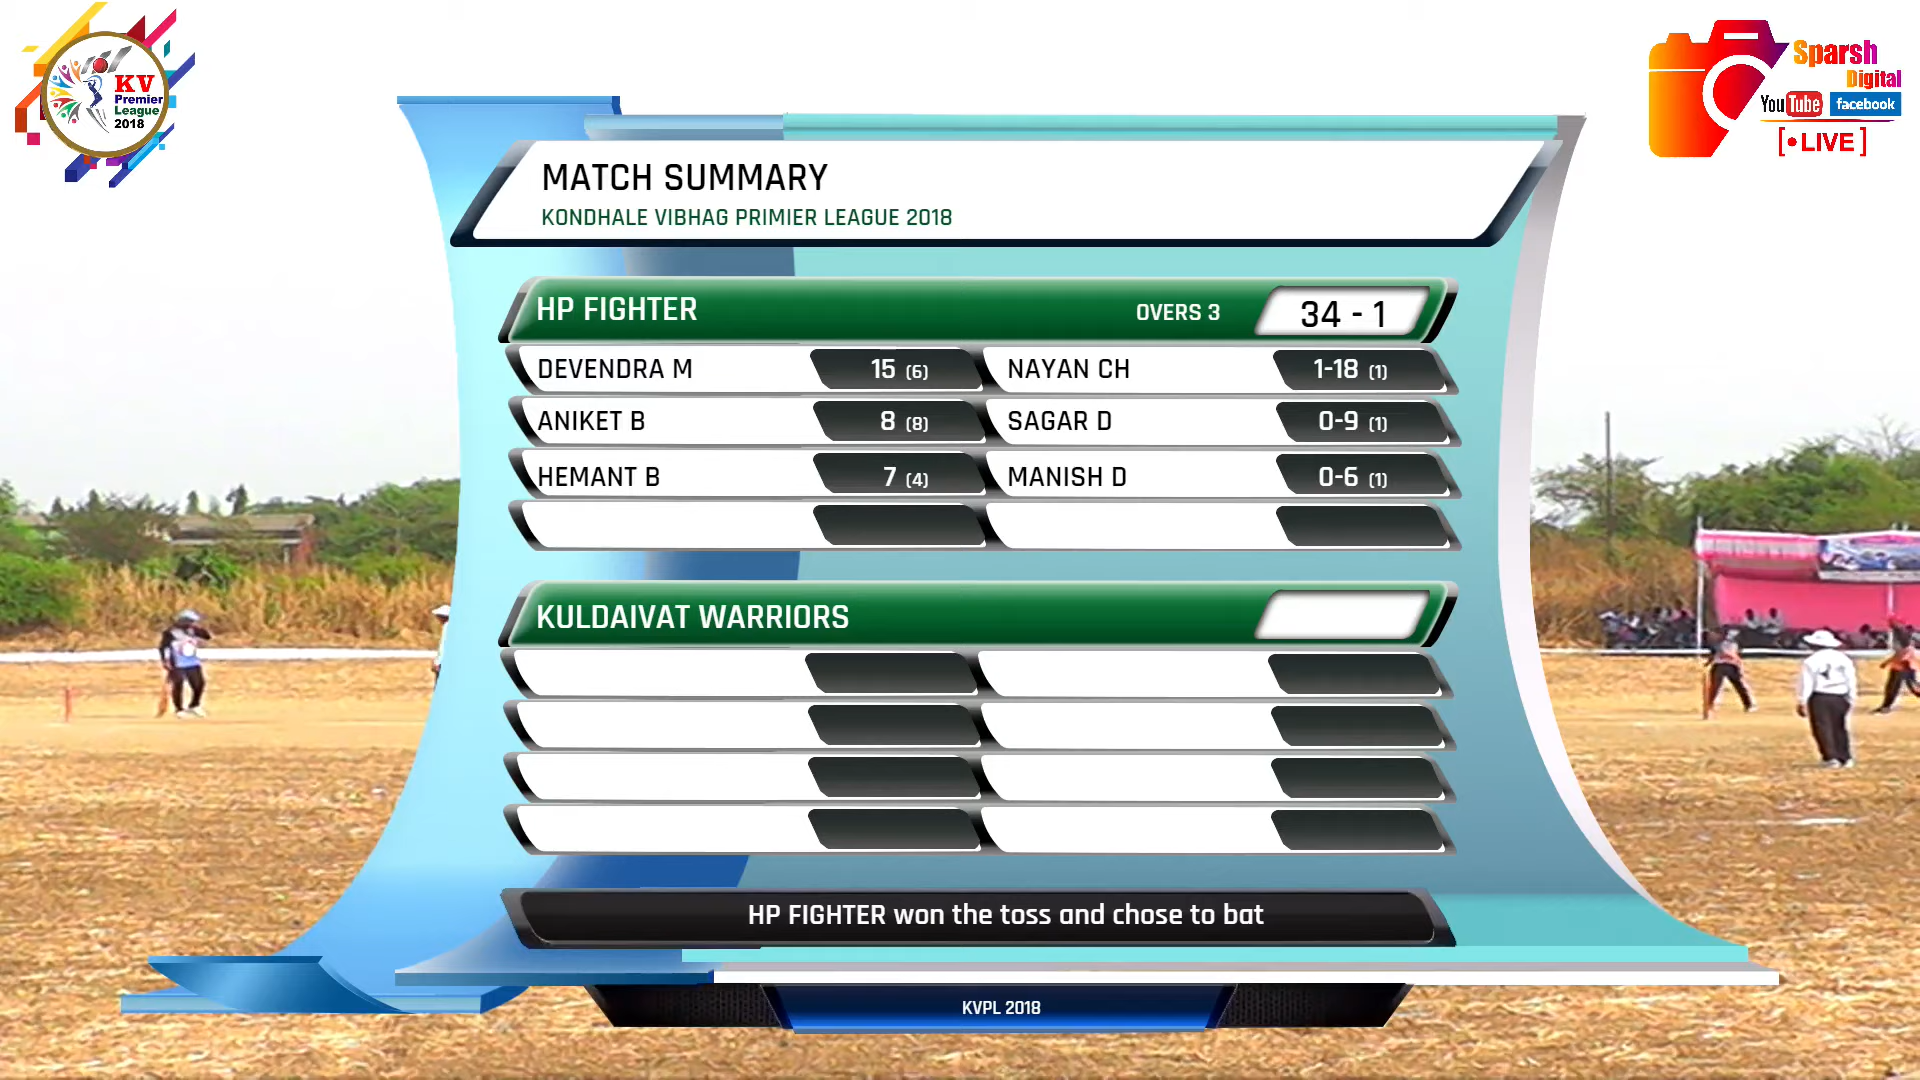 KV
Premier
League
2018
Sparsh
Digital
YouTube facebook
[•LIVE]
MATCH SUMMARY
KONDHALE VIBHAG PRIMIER LEAGUE 2018
HP FIGHTER OVERS 3 34 - 1
DEVENDRA M 15 (6) NAYAN CH 1-18 (1)
ANIKET B 8 (8) SAGAR D 0-9 (1)
HEMANT B 7 (4) MANISH D 0-6 (1)
KULDAIVAT WARRIORS
HP FIGHTER won the toss and chose to bat
KVPL 2018